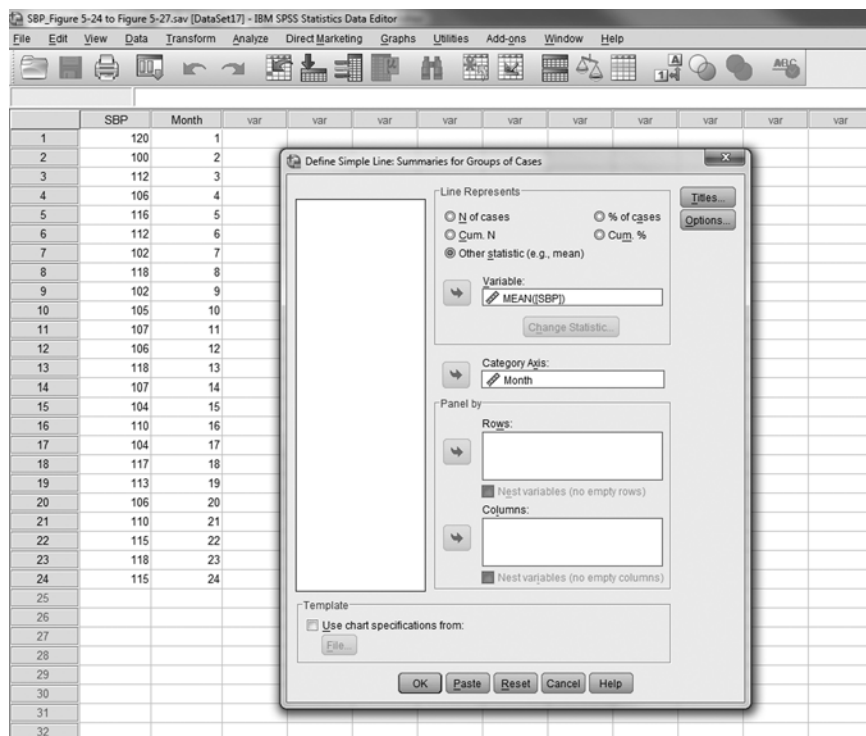 SBP_Figure 5-24 to Figure 5-27.sav [DataSet17] - IBM SPSS Statistics Data Editor
File Edit View Data Transform Analyze Direct Marketing Graphs Utilities Add-ons Window Help
SBP Month var var var var var var var var var var
1 120 1
2 100 2
3 112 3
4 106 4
5 116 5
6 112 6
7 102 7
8 118 8
9 102 9
10 105 10
11 107 11
12 106 12
13 118 13
14 107 14
15 104 15
16 110 16
17 104 17
18 117 18
19 113 19
20 106 20
21 110 21
22 115 22
23 118 23
24 115 24
25
26
27
28
29
30
31
32
Define Simple Line: Summaries for Groups of Cases
Line Represents
N of cases % of cases
Cum. N Cum. %
Other statistic (e.g., mean)
Variable:
MEAN([SBP])
Change Statistic...
Category Axis:
Month
Panel by
Rows:
Nest variables (no empty rows)
Columns:
Nest variables (no empty columns)
Titles...
Options...
Template
Use chart specifications from:
File...
OK Paste Reset Cancel Help